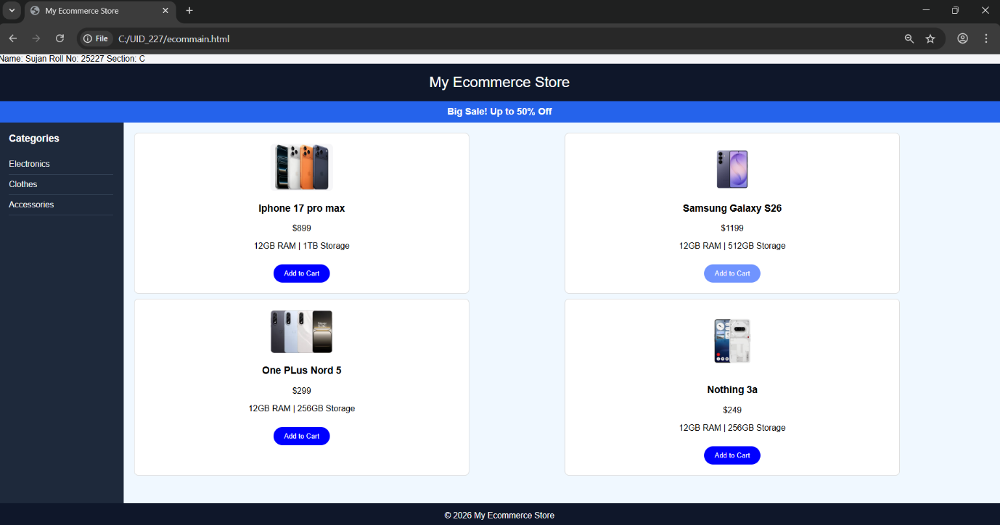 My Ecommerce Store
File
C:/UID_227/ecommain.html
Name: Sujan Roll No: 25227 Section: C
My Ecommerce Store
Big Sale! Up to 50% Off
Categories
Electronics
Clothes
Accessories
Iphone 17 pro max
$899
12GB RAM | 1TB Storage
Add to Cart
Samsung Galaxy S26
$1199
12GB RAM | 512GB Storage
Add to Cart
One PLus Nord 5
$299
12GB RAM | 256GB Storage
Add to Cart
Nothing 3a
$249
12GB RAM | 256GB Storage
Add to Cart
© 2026 My Ecommerce Store